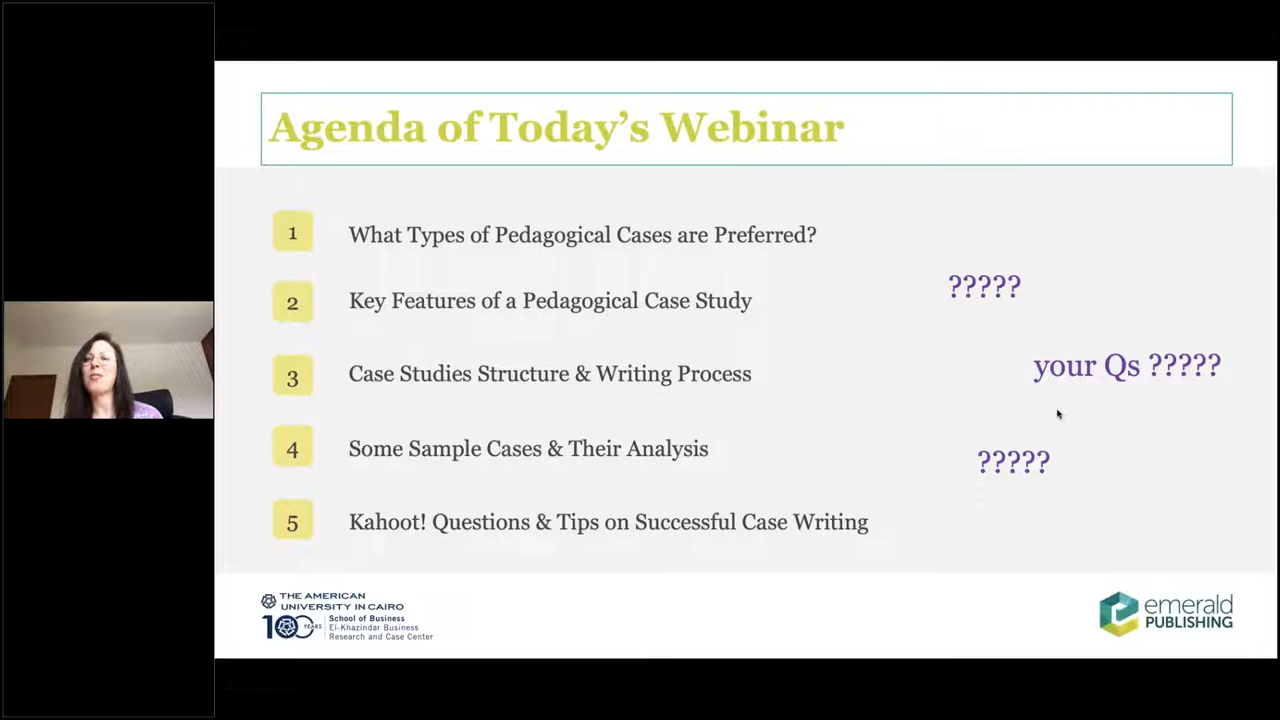 Agenda of Today's Webinar
1 What Types of Pedagogical Cases are Preferred?
2 Key Features of a Pedagogical Case Study
3 Case Studies Structure & Writing Process
4 Some Sample Cases & Their Analysis
5 Kahoot! Questions & Tips on Successful Case Writing
?????
your Qs ?????
?????
THE AMERICAN
UNIVERSITY IN CAIRO
100 YEARS
School of Business
El-Khazindar Business
Research and Case Center
emerald
PUBLISHING